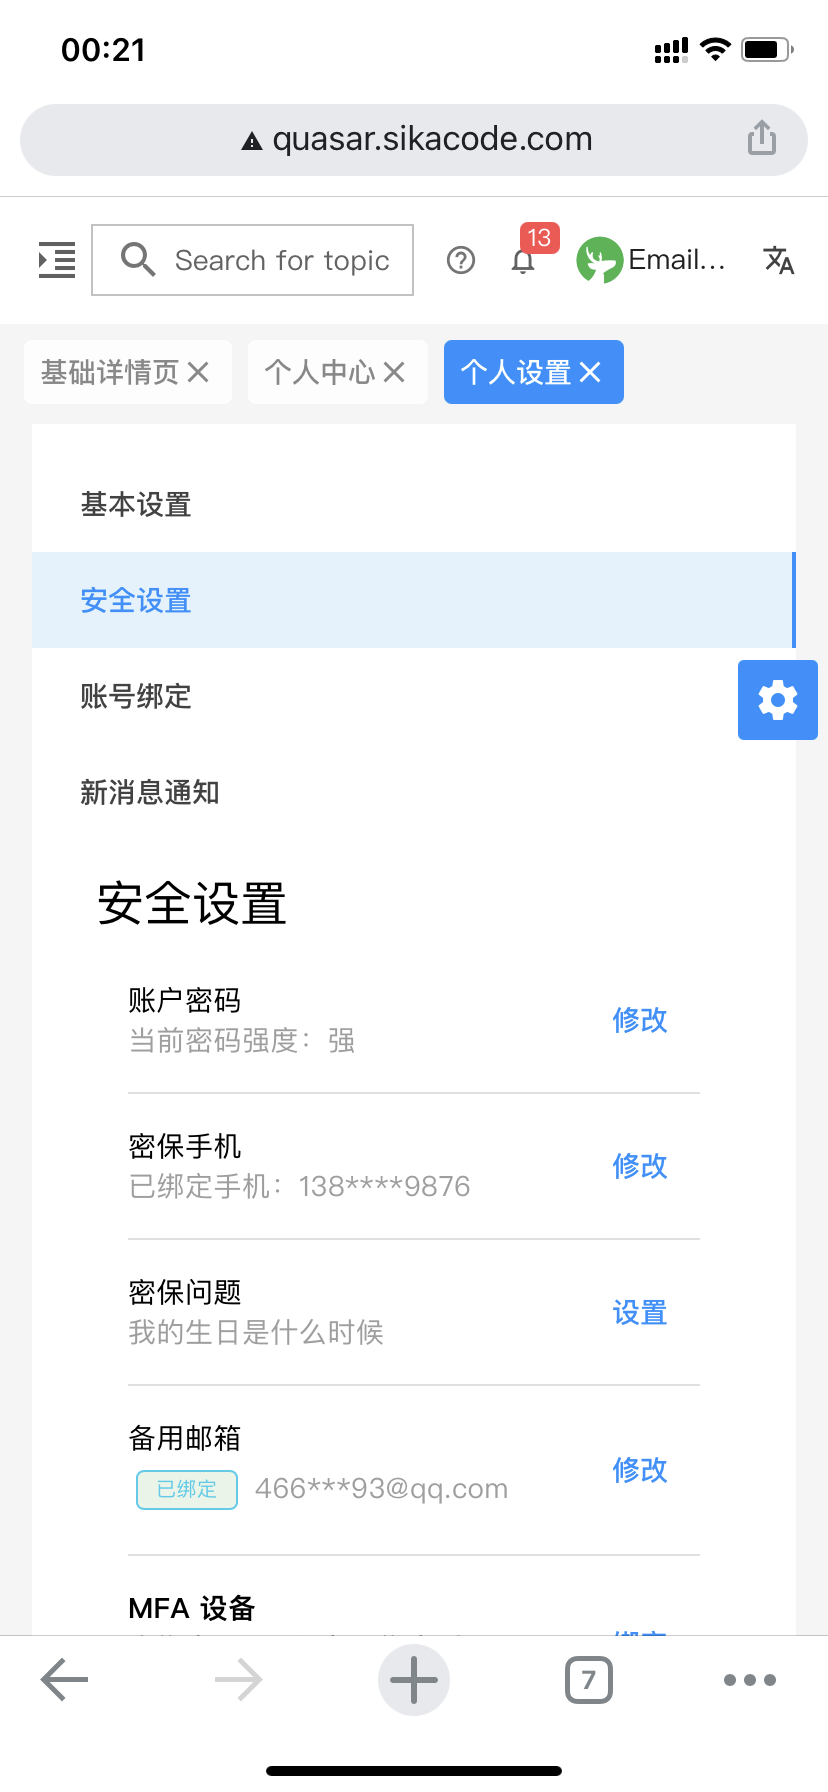 00:21
quasar.sikacode.com
Search for topic
13
Email...
基础详情页
个人中心
个人设置
基本设置
安全设置
账号绑定
新消息通知
安全设置
账户密码
当前密码强度：强
修改
密保手机
已绑定手机：138****9876
修改
密保问题
我的生日是什么时候
设置
备用邮箱
已绑定 466***93@qq.com
修改
MFA 设备
7